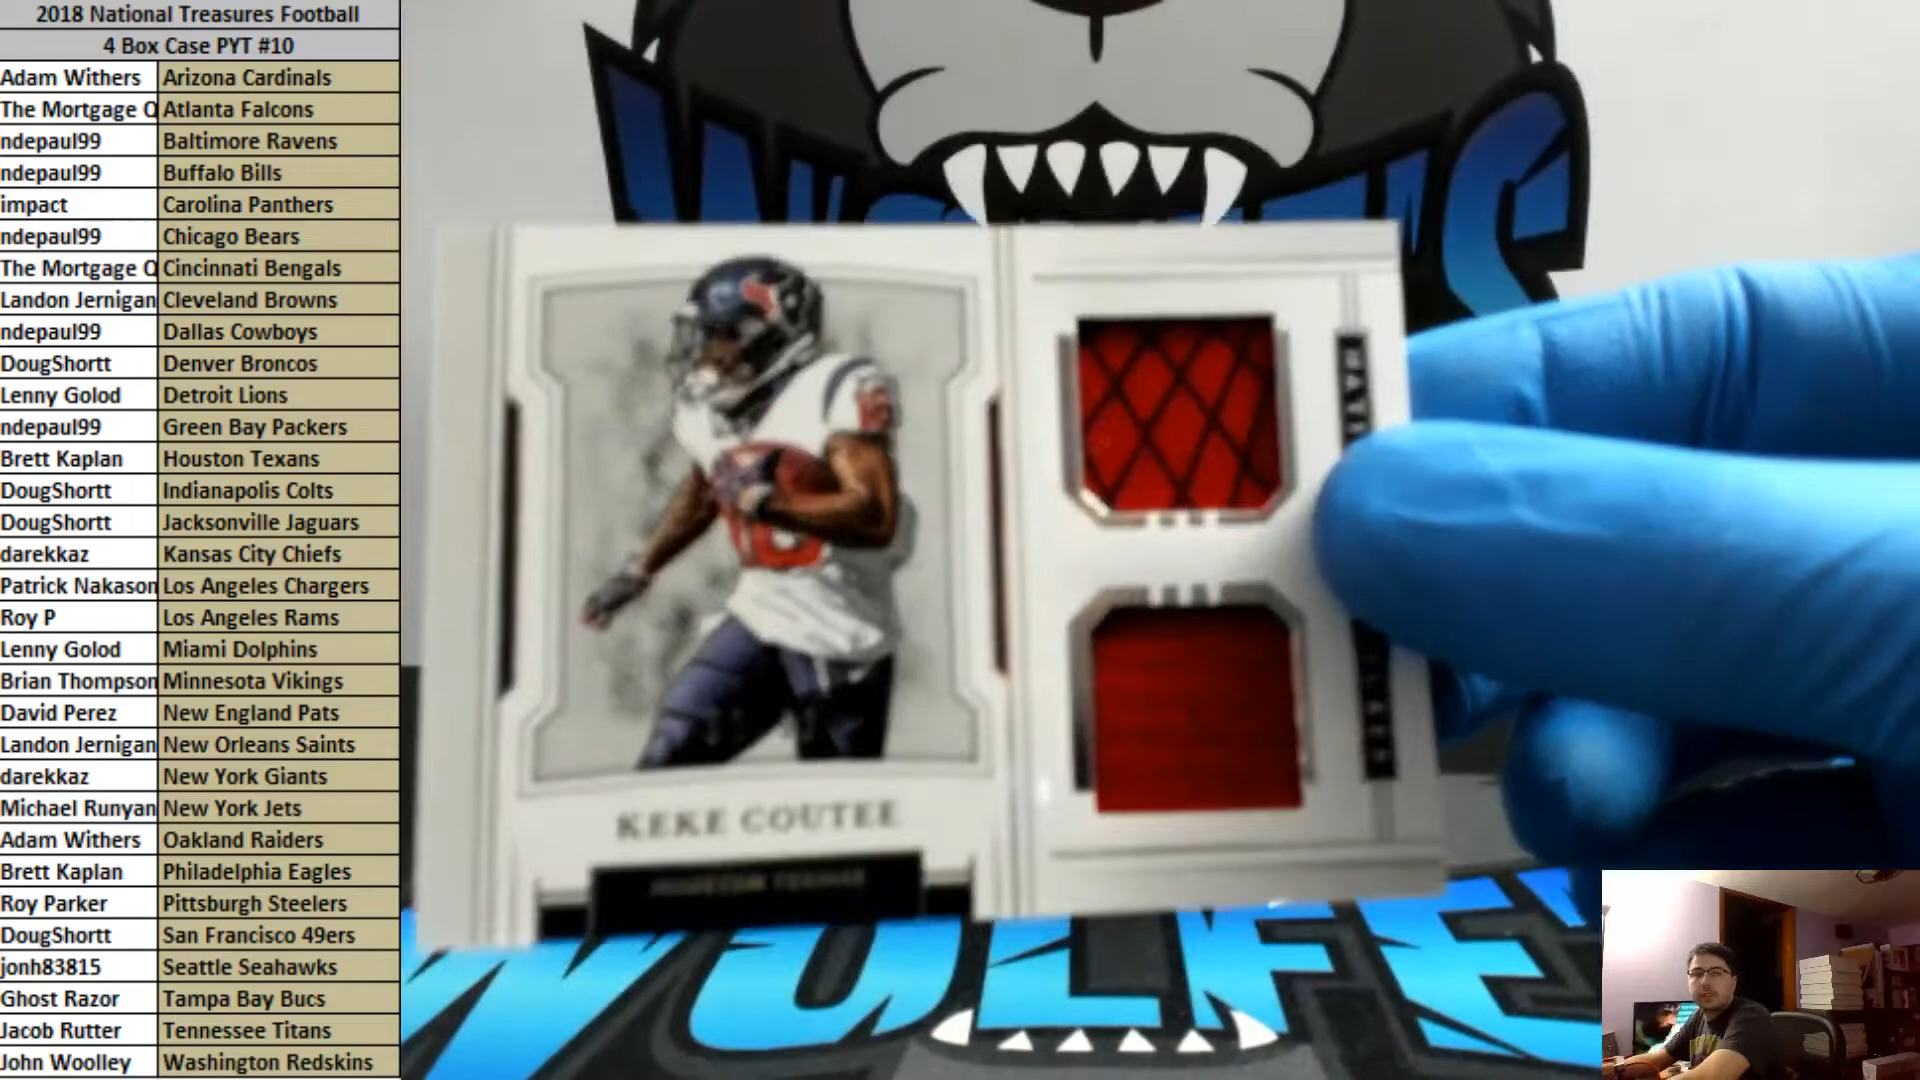 2018 National Treasures Football
4 Box Case PYT #10
Adam Withers Arizona Cardinals
The Mortgage Q Atlanta Falcons
ndepaul99 Baltimore Ravens
ndepaul99 Buffalo Bills
impact Carolina Panthers
ndepaul99 Chicago Bears
The Mortgage Q Cincinnati Bengals
Landon Jernigan Cleveland Browns
ndepaul99 Dallas Cowboys
DougShortt Denver Broncos
Lenny Golod Detroit Lions
ndepaul99 Green Bay Packers
Brett Kaplan Houston Texans
DougShortt Indianapolis Colts
DougShortt Jacksonville Jaguars
darekkaz Kansas City Chiefs
Patrick Nakason Los Angeles Chargers
Roy P Los Angeles Rams
Lenny Golod Miami Dolphins
Brian Thompson Minnesota Vikings
David Perez New England Pats
Landon Jernigan New Orleans Saints
darekkaz New York Giants
Michael Runyan New York Jets
Adam Withers Oakland Raiders
Brett Kaplan Philadelphia Eagles
Roy Parker Pittsburgh Steelers
DougShortt San Francisco 49ers
jonh83815 Seattle Seahawks
Ghost Razor Tampa Bay Bucs
Jacob Rutter Tennessee Titans
John Woolley Washington Redskins
KEKE COUTEE
HOUSTON TEXANS